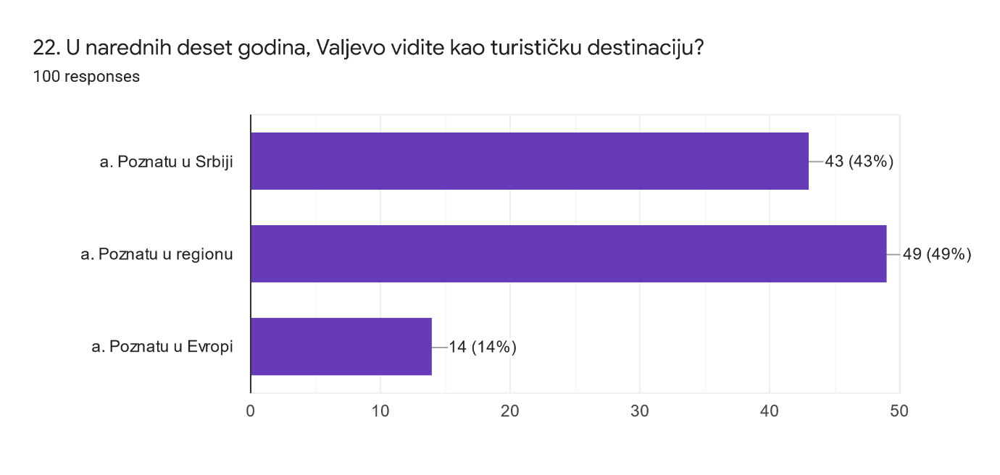 22. U narednih deset godina, Valjevo vidite kao turističku destinaciju?
100 responses
a. Poznatu u Srbiji
43 (43%)
a. Poznatu u regionu
49 (49%)
a. Poznatu u Evropi
14 (14%)
0 10 20 30 40 50